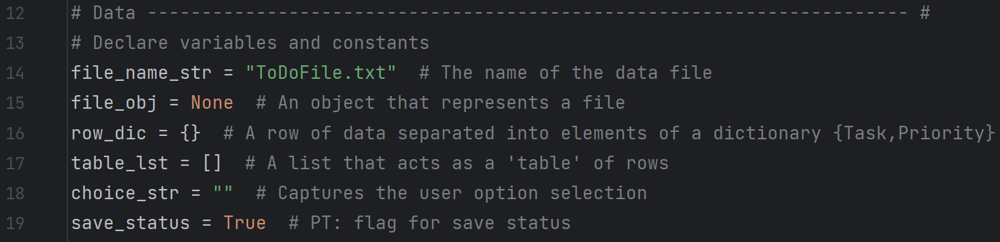 12 # Data ---------------------------------------------------------------------- #
13 # Declare variables and constants
14 file_name_str = "ToDoFile.txt"  # The name of the data file
15 file_obj = None  # An object that represents a file
16 row_dic = {}  # A row of data separated into elements of a dictionary {Task,Priority}
17 table_lst = []  # A list that acts as a 'table' of rows
18 choice_str = ""  # Captures the user option selection
19 save_status = True  # PT: flag for save status